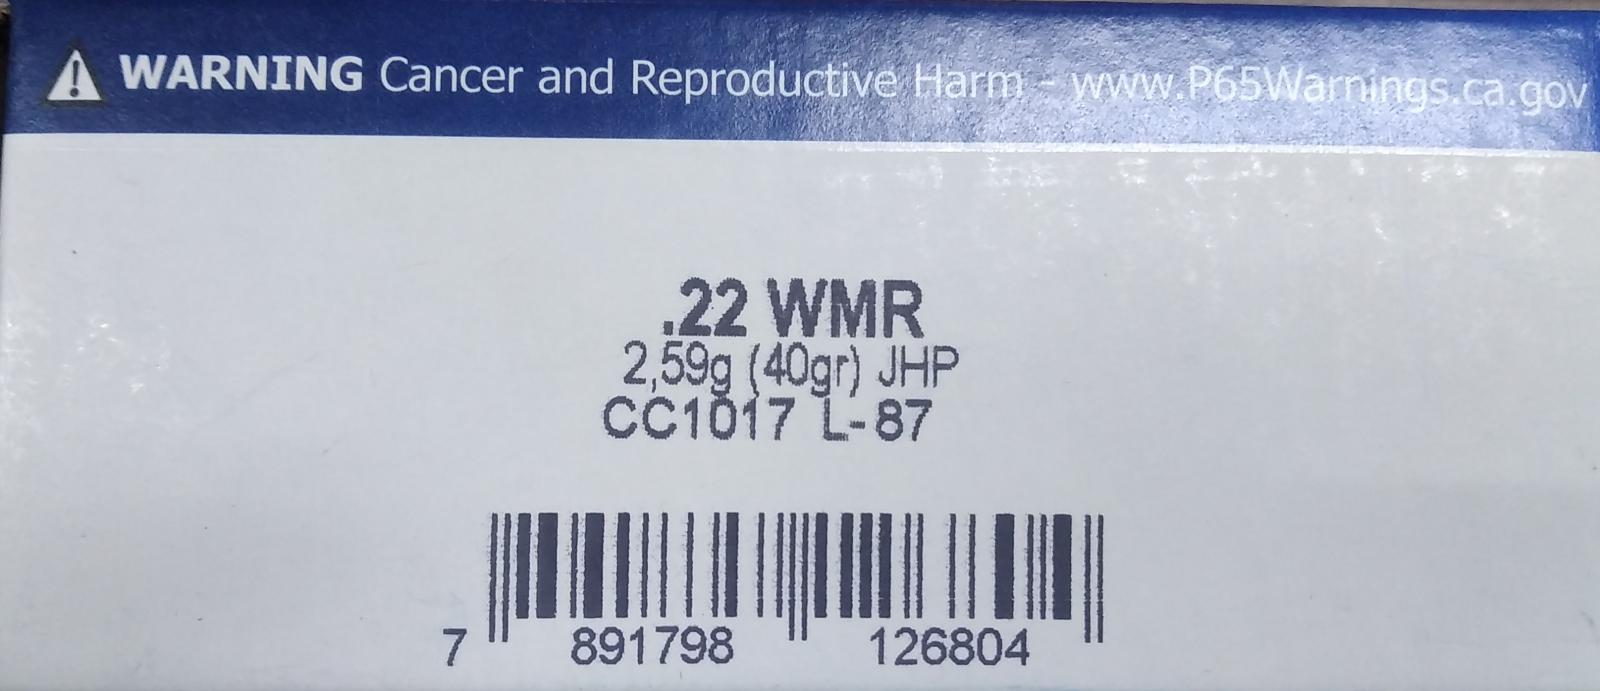 WARNING Cancer and Reproductive Harm - www.P65Warnings.ca.gov
.22 WMR
2,59g (40gr) JHP
CC1017 L-87
7 891798 126804